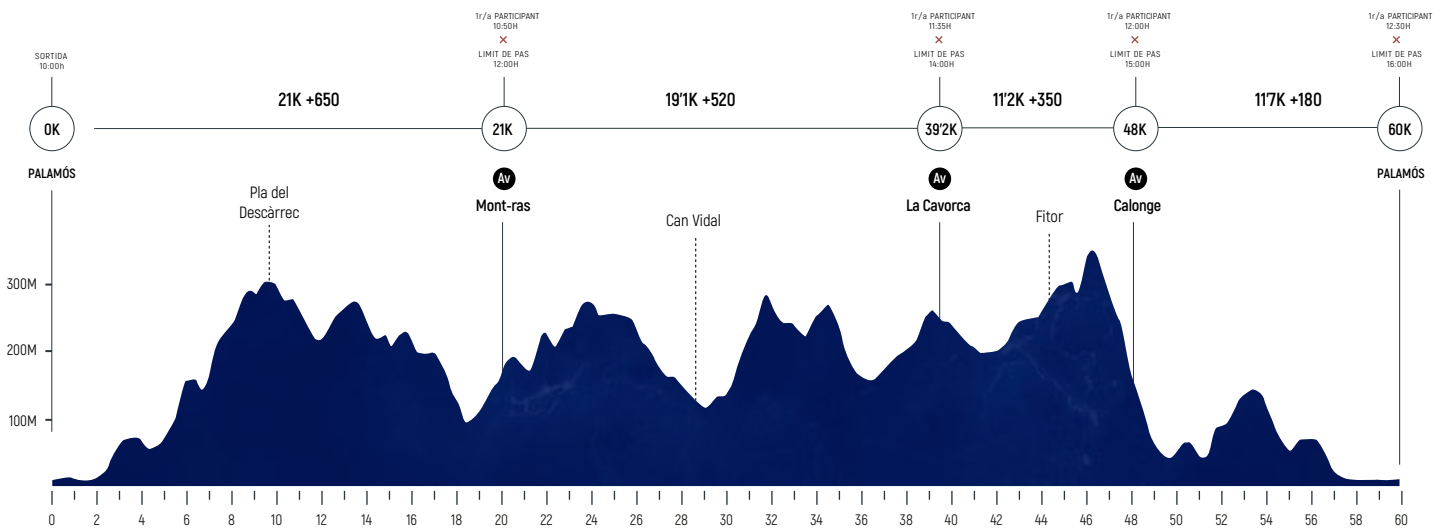 SORTIDA
10:00h
1r/a PARTICIPANT
10:50H
LIMIT DE PAS
12:00H
1r/a PARTICIPANT
11:35H
LIMIT DE PAS
14:00H
1r/a PARTICIPANT
12:00H
LIMIT DE PAS
15:00H
1r/a PARTICIPANT
12:30H
LIMIT DE PAS
16:00H
21K +650
19'1K +520
11'2K +350
11'7K +180
0K
21K
39'2K
48K
60K
PALAMÓS
Av
Mont-ras
Av
La Cavorca
Av
Calonge
PALAMÓS
Pla del
Descàrrec
Can Vidal
Fitor
300M
200M
100M
0 2 4 6 8 10 12 14 16 18 20 22 24 26 28 30 32 34 36 38 40 42 44 46 48 50 52 54 56 58 60